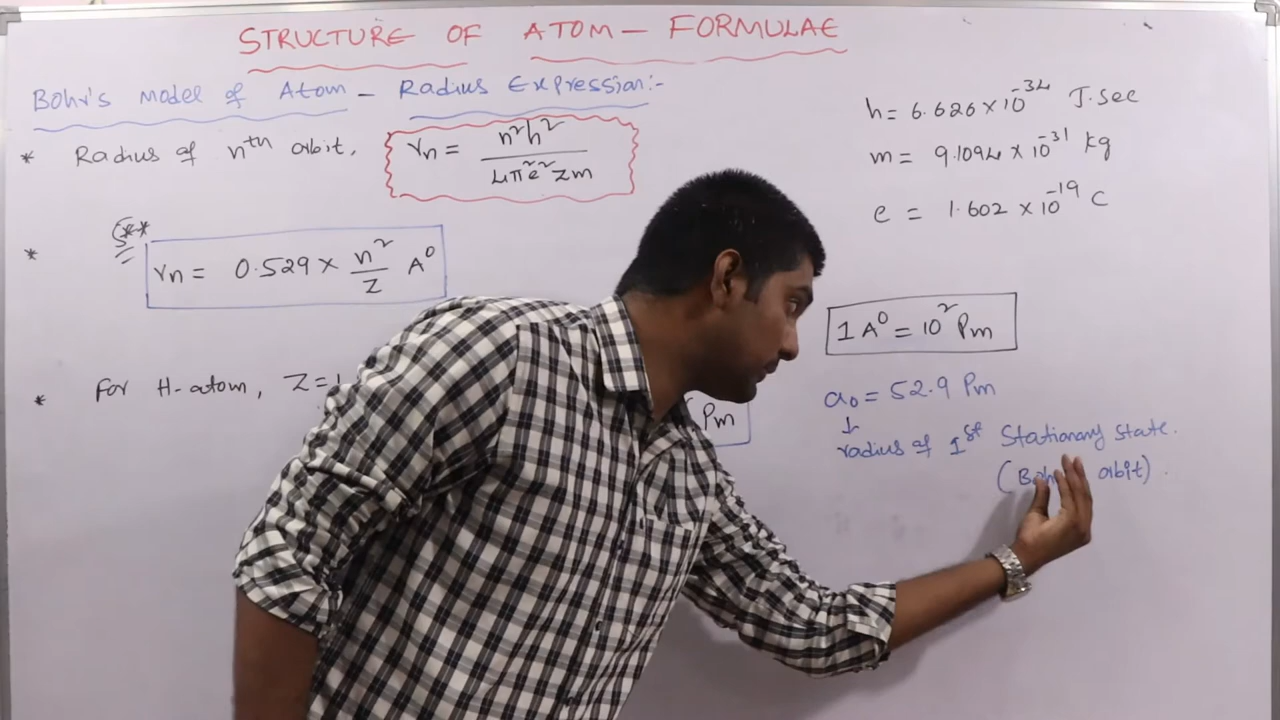 STRUCTURE OF ATOM – FORMULAE
Bohr's Model of Atom – Radius Expression:-
* Radius of nth orbit, rn = n²h² / 4π²e²zm
* rn = 0.529 × n²/Z A⁰
* For H-atom, Z=1
Pm
h = 6.626 × 10⁻³⁴ J.sec
m = 9.1094 × 10⁻³¹ kg
e = 1.602 × 10⁻¹⁹ C
1 A⁰ = 10² Pm
a₀ = 52.9 Pm
↓
radius of 1st Stationary state.
orbit).